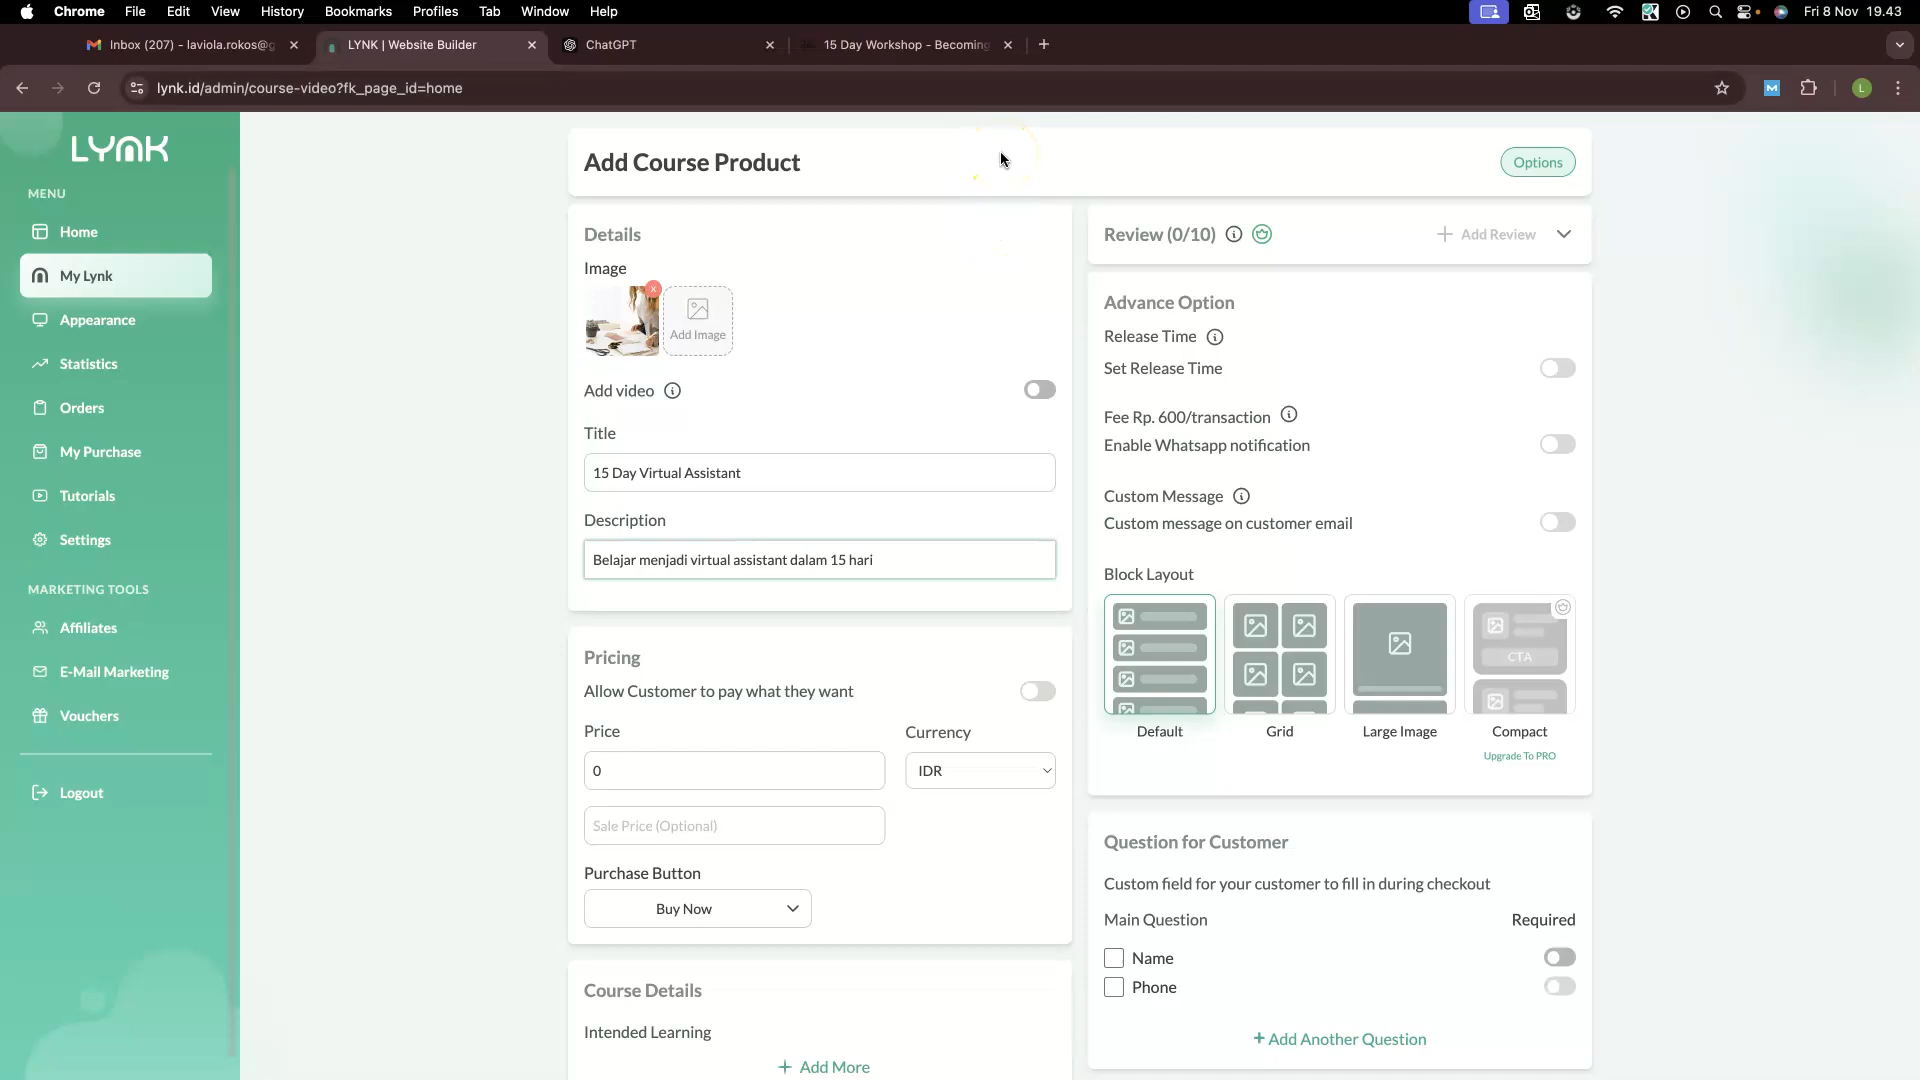 Chrome File Edit View History Bookmarks Profiles Tab Window Help Fri 8 Nov 19.43
Inbox (207) - laviola.rokos@g
LYNK | Website Builder
ChatGPT
15 Day Workshop - Becoming
lynk.id/admin/course-video?fk_page_id=home
L
LYNK
MENU
Home
My Lynk
Appearance
Statistics
Orders
My Purchase
Tutorials
Settings
MARKETING TOOLS
Affiliates
E-Mail Marketing
Vouchers
Logout
Add Course Product
Options
Details
Image
x
Add Image
Add video
Title
15 Day Virtual Assistant
Description
Belajar menjadi virtual assistant dalam 15 hari
Pricing
Allow Customer to pay what they want
Price
Currency
0
IDR
Sale Price (Optional)
Purchase Button
Buy Now
Course Details
Intended Learning
+ Add More
Review (0/10)
+ Add Review
Advance Option
Release Time
Set Release Time
Fee Rp. 600/transaction
Enable Whatsapp notification
Custom Message
Custom message on customer email
Block Layout
CTA
Default
Grid
Large Image
Compact
Upgrade To PRO
Question for Customer
Custom field for your customer to fill in during checkout
Main Question
Required
Name
Phone
+ Add Another Question